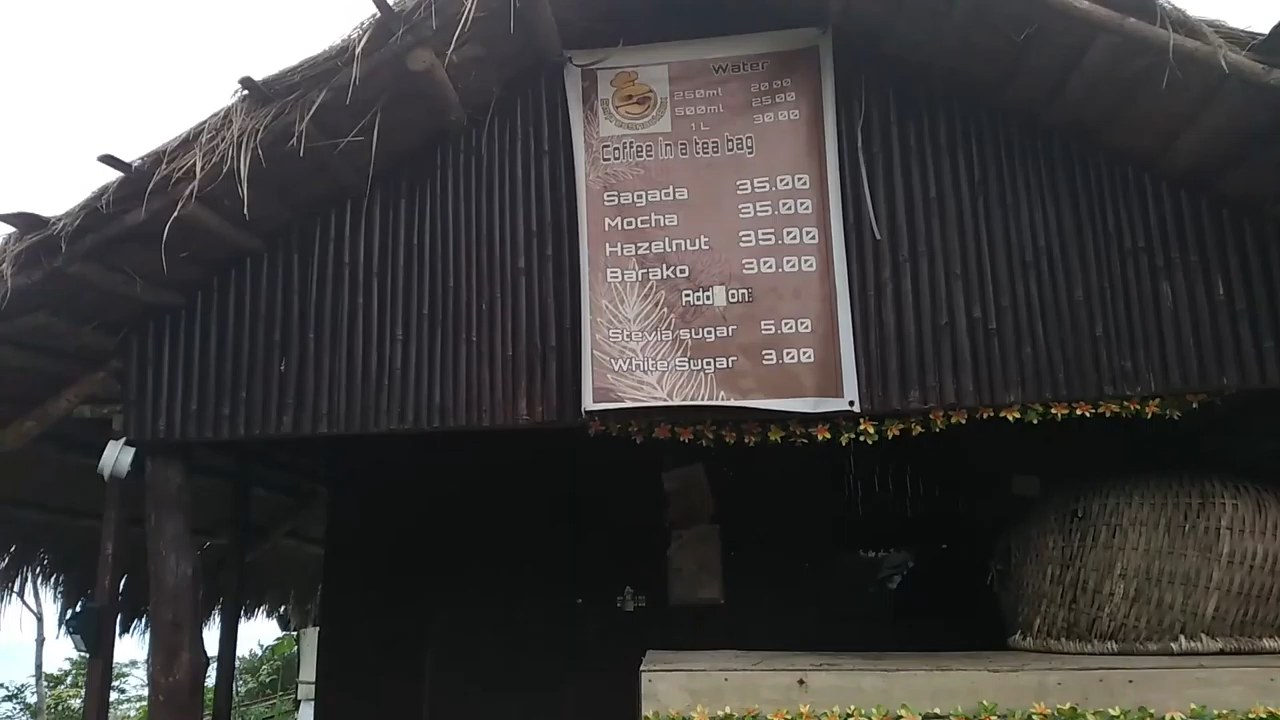 Water
250ml 20.00
500ml 25.00
1 L 30.00
Coffee in a tea bag
Sagada 35.00
Mocha 35.00
Hazelnut 35.00
Barako 30.00
Add on:
Stevia sugar 5.00
White Sugar 3.00